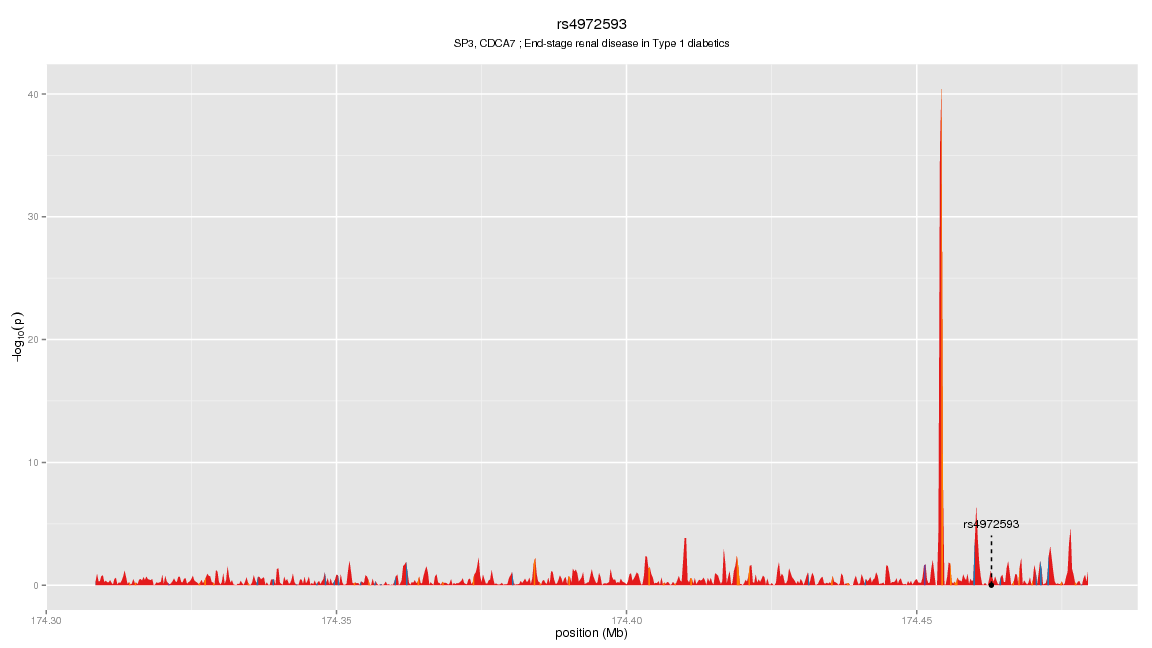 rs4972593
SP3, CDCA7 ; End-stage renal disease in Type 1 diabetics
40
30
20
10
0
-log10(p)
rs4972593
174.30
174.35
174.40
174.45
position (Mb)